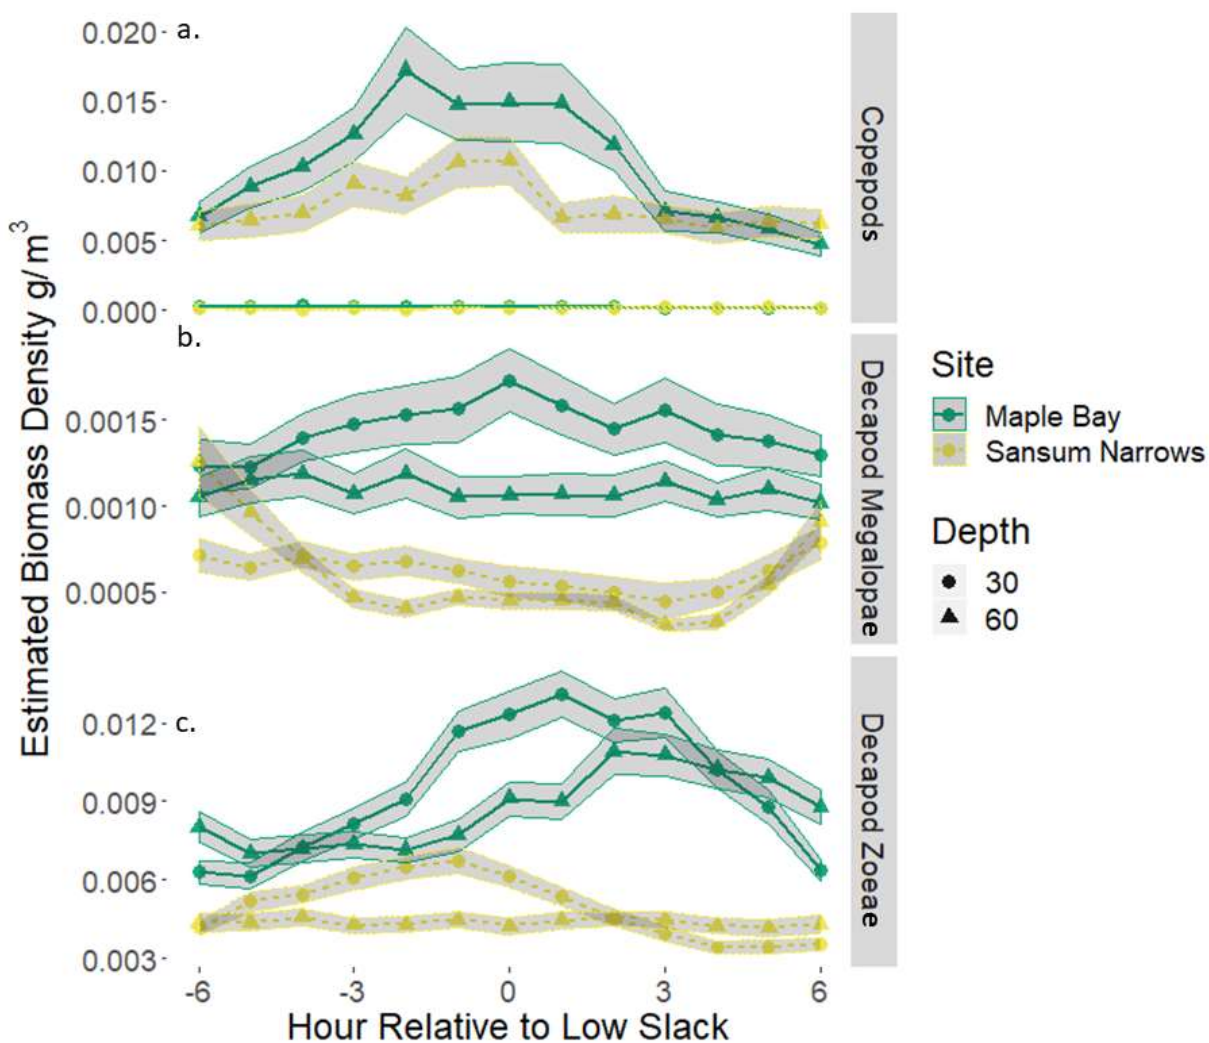 a.
0.020
0.015
0.010
0.005
0.000
Copepods
b.
0.0015
0.0010
0.0005
Decapod Megalopae
c.
0.012
0.009
0.006
0.003
Decapod Zoeae
Estimated Biomass Density g/m³
-6 -3 0 3 6
Hour Relative to Low Slack
Site
Maple Bay
Sansum Narrows
Depth
30
60